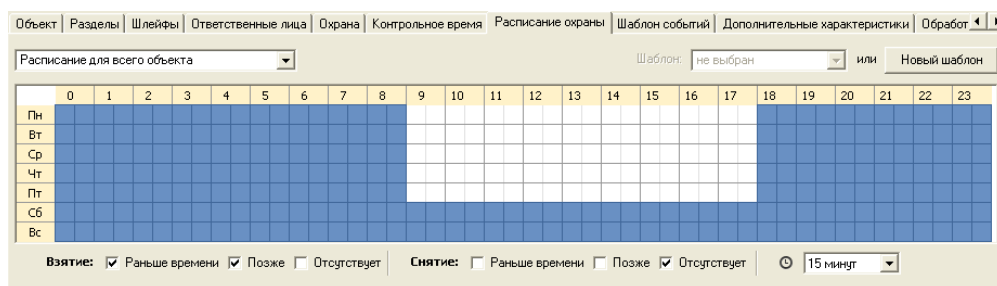 Объект Разделы Шлейфы Ответственные лица Охрана Контрольное время Расписание охраны Шаблон событий Дополнительные характеристики Обработ
Расписание для всего объекта Шаблон: не выбран или Новый шаблон
0 1 2 3 4 5 6 7 8 9 10 11 12 13 14 15 16 17 18 19 20 21 22 23
Пн
Вт
Ср
Чт
Пт
Сб
Вс
Взятие: Раньше времени Позже Отсутствует Снятие: Раньше времени Позже Отсутствует 15 минут